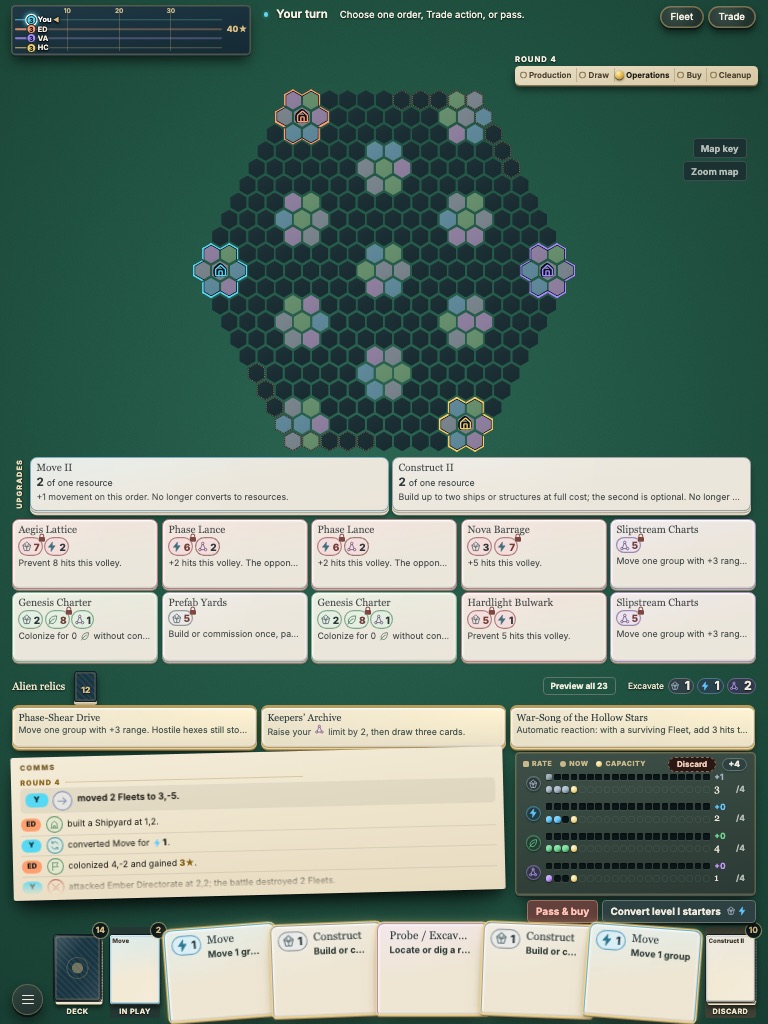 10 20 30
3 You
3 ED
3 VA
3 HC
40★
Your turn Choose one order, Trade action, or pass.
Fleet
Trade
ROUND 4
Production Draw Operations Buy Cleanup
Map key
Zoom map
UPGRADES
Move II
2 of one resource
+1 movement on this order. No longer converts to resources.
Construct II
2 of one resource
Build up to two ships or structures at full cost; the second is optional. No longer ...
Aegis Lattice
7 2
Prevent 8 hits this volley.
Phase Lance
6 2
+2 hits this volley. The oppon...
Phase Lance
6 2
+2 hits this volley. The oppon...
Nova Barrage
3 7
+5 hits this volley.
Slipstream Charts
5
Move one group with +3 rang...
Genesis Charter
2 8 1
Colonize for 0 without con...
Prefab Yards
5
Build or commission once, pa...
Genesis Charter
2 8 1
Colonize for 0 without con...
Hardlight Bulwark
5 1
Prevent 5 hits this volley.
Slipstream Charts
5
Move one group with +3 rang...
Alien relics 12
Preview all 23
Excavate 1 1 2
Phase-Shear Drive
Move one group with +3 range. Hostile hexes still sto...
Keepers' Archive
Raise your limit by 2, then draw three cards.
War-Song of the Hollow Stars
Automatic reaction: with a surviving Fleet, add 3 hits t...
COMMS
ROUND 4
Y moved 2 Fleets to 3,-5.
ED built a Shipyard at 1,2.
Y converted Move for 1.
ED colonized 4,-2 and gained 3★.
Y attacked Ember Directorate at 2,2; the battle destroyed 2 Fleets.
RATE NOW CAPACITY Discard +4
+1
3 /4
+0
2 /4
+0
4 /4
+0
1 /4
Pass & buy
Convert level I starters
14
DECK
2
Move
IN PLAY
1 Move
Move 1 gr...
1 Construct
Build or c...
Probe / Excav...
Locate or dig a r...
1 Construct
Build or c...
1 Move
Move 1 group
10
Construct II
DISCARD